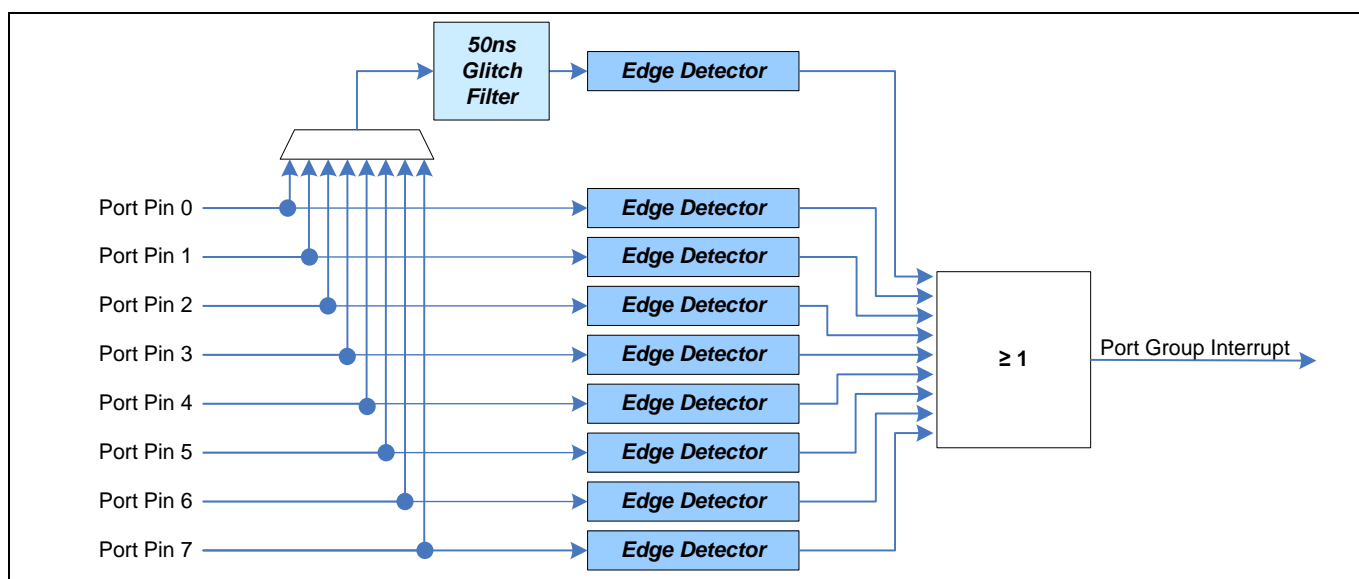 50ns
Glitch
Filter
Edge Detector
Port Pin 0
Edge Detector
Port Pin 1
Edge Detector
Port Pin 2
Edge Detector
Port Pin 3
Edge Detector
Port Pin 4
Edge Detector
Port Pin 5
Edge Detector
Port Pin 6
Edge Detector
Port Pin 7
Edge Detector
≥ 1
Port Group Interrupt